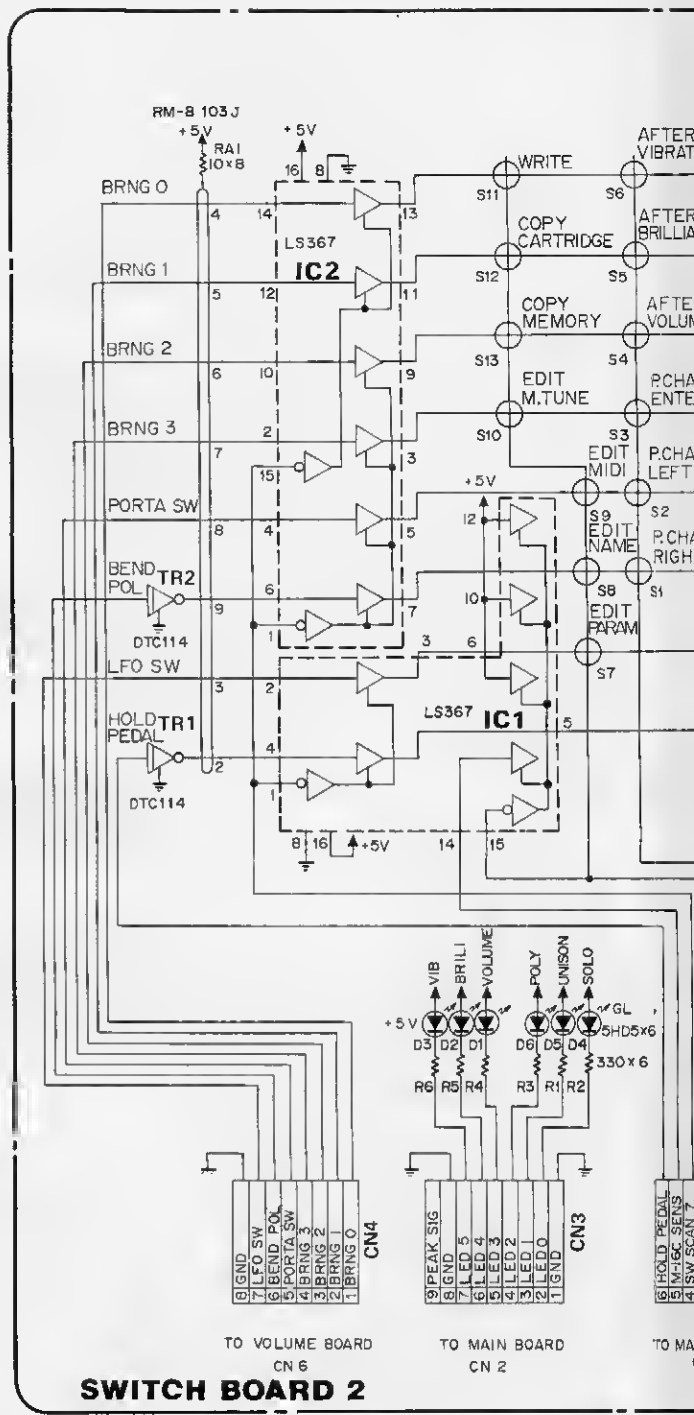 RM-8 103J
+5V
RA1
10×8
+5V
16
8
BRNG 0
4
14
13
LS367
IC2
BRNG 1
5
12
11
BRNG 2
6
10
9
BRNG 3
7
2
3
15
PORTA SW
8
4
5
BEND
POL
TR2
9
6
7
DTC114
1
LFO SW
3
2
3
6
HOLD
PEDAL
TR1
2
4
5
DTC114
1
LS367
IC1
8
16
+5V
14
15
+5V
12
10
WRITE
S11
S6
COPY
CARTRIDGE
S12
S5
COPY
MEMORY
S13
S4
EDIT
M.TUNE
S10
S3
EDIT
MIDI
S9
S2
EDIT
NAME
S8
S1
EDIT
PARAM
S7
AFTER
VIBRAT
AFTER
BRILLIA
AFTE
VOLUM
P.CHA
ENTE
P.CHA
LEFT
P.CHA
RIGH
VIB
BRILI
VOLUME
POLY
UNISON
SOLO
+5V
D3
D2
D1
D6
D5
D4
GL
5HD5×6
R6
R5
R4
R3
R1
R2
330×6
8 GND
7 LFO SW
6 BEND POL
5 PORTA SW
4 BRNG 3
3 BRNG 2
2 BRNG 1
1 BRNG 0
CN4
9 PEAK SIG
8 GND
7 LED 5
6 LED 4
5 LED 3
4 LED 2
3 LED 1
2 LED 0
1 GND
CN3
6 HOLD PEDAL
5 M-16C SENS
4 SW SCAN 7
TO VOLUME BOARD
CN 6
TO MAIN BOARD
CN 2
TO MA
SWITCH BOARD 2